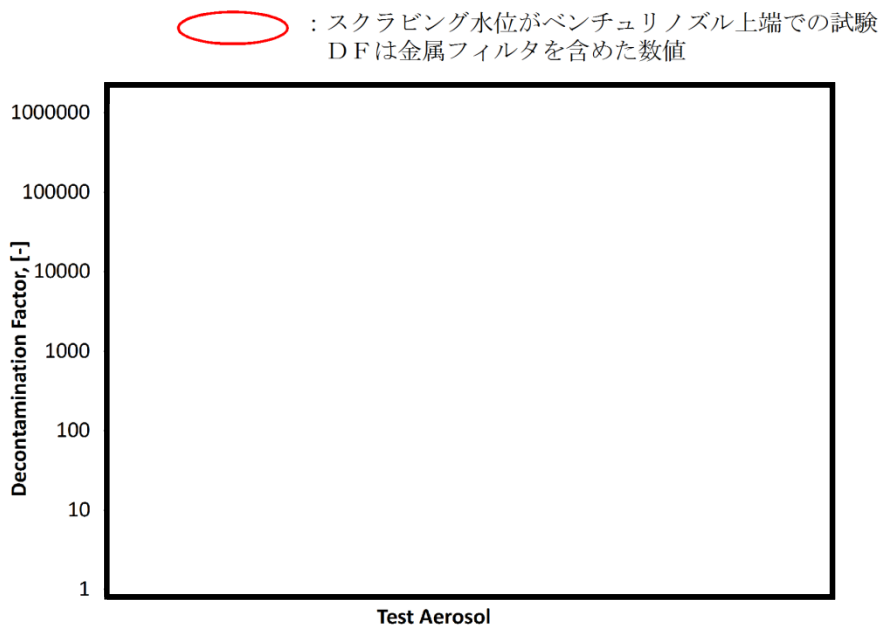 ：スクラビング水位がベンチュリノズル上端での試験
ＤＦは金属フィルタを含めた数値
1000000
100000
10000
1000
100
10
1
Decontamination Factor, [-]
Test Aerosol